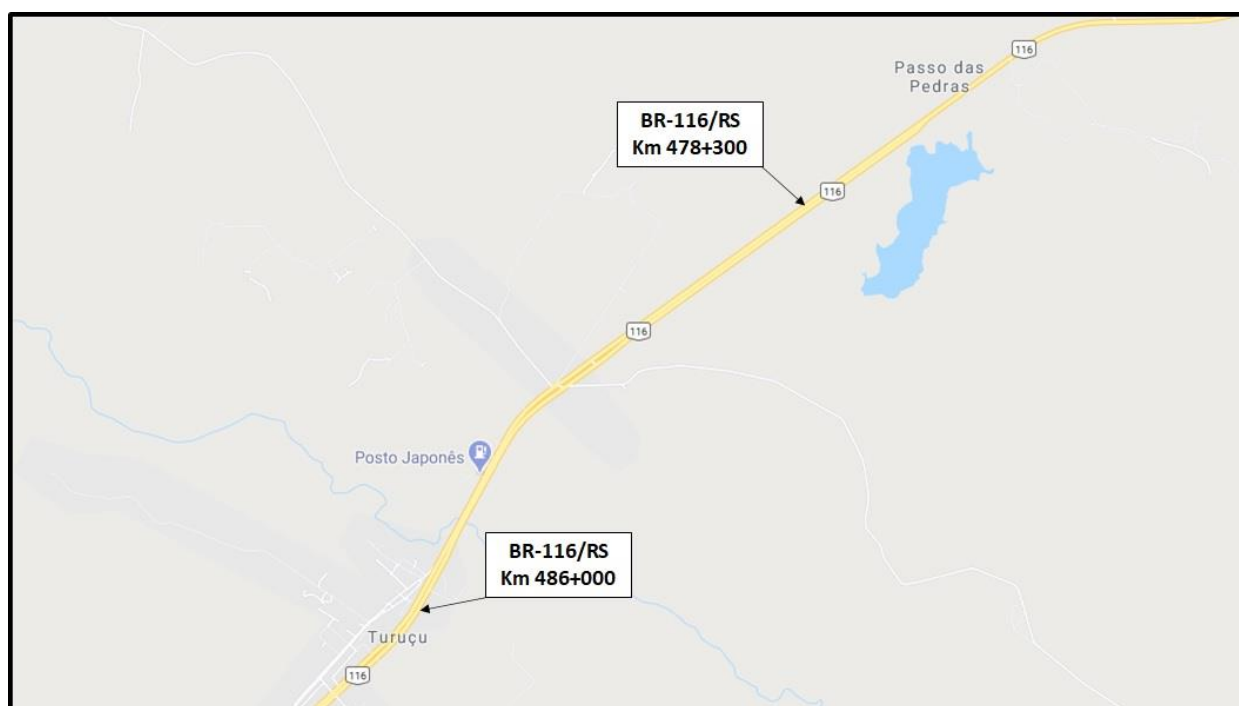 116
Passo das
Pedras
BR-116/RS
Km 478+300
116
116
Posto Japonês
BR-116/RS
Km 486+000
Turuçu
116